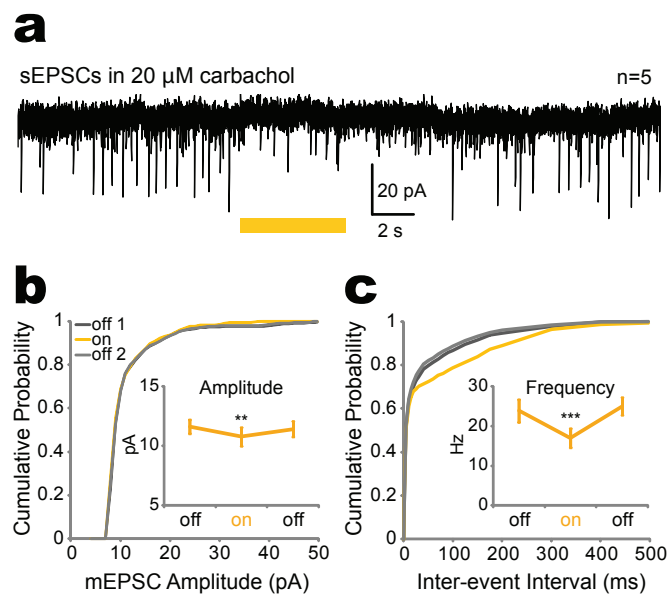 a
sEPSCs in 20 µM carbachol
n=5
20 pA
2 s
b
off 1
on
off 2
Cumulative Probability
1
0.8
0.6
0.4
0.2
0
Amplitude
15
10
5
pA
**
off on off
0 10 20 30 40 50
mEPSC Amplitude (pA)
c
Cumulative Probability
1
0.8
0.6
0.4
0.2
0
Frequency
30
20
10
0
Hz
***
off on off
0 100 200 300 400 500
Inter-event Interval (ms)